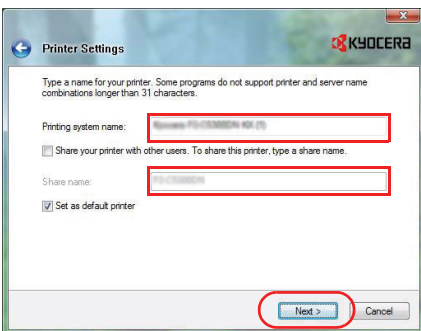 Printer Settings
KYOCERA
Type a name for your printer. Some programs do not support printer and server name
combinations longer than 31 characters.
Printing system name:
Share your printer with other users. To share this printer, type a share name.
Share name:
Set as default printer
Next >
Cancel